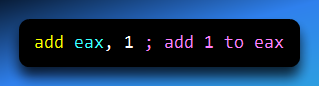 add eax, 1 ; add 1 to eax